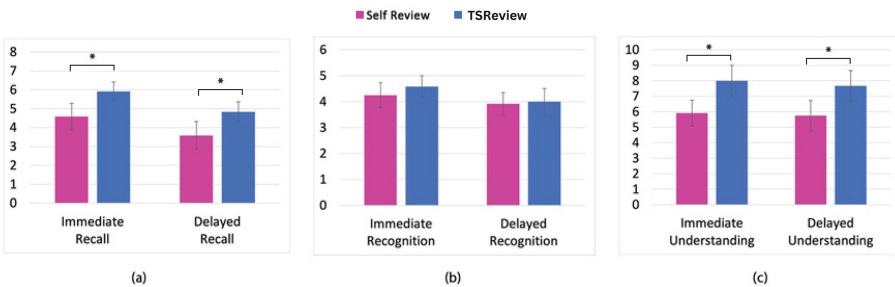 Self Review TSReview
8
7
6
5
4
3
2
1
0
*
*
Immediate
Recall
Delayed
Recall
(a)
6
5
4
3
2
1
0
Immediate
Recognition
Delayed
Recognition
(b)
10
9
8
7
6
5
4
3
2
1
0
*
*
Immediate
Understanding
Delayed
Understanding
(c)